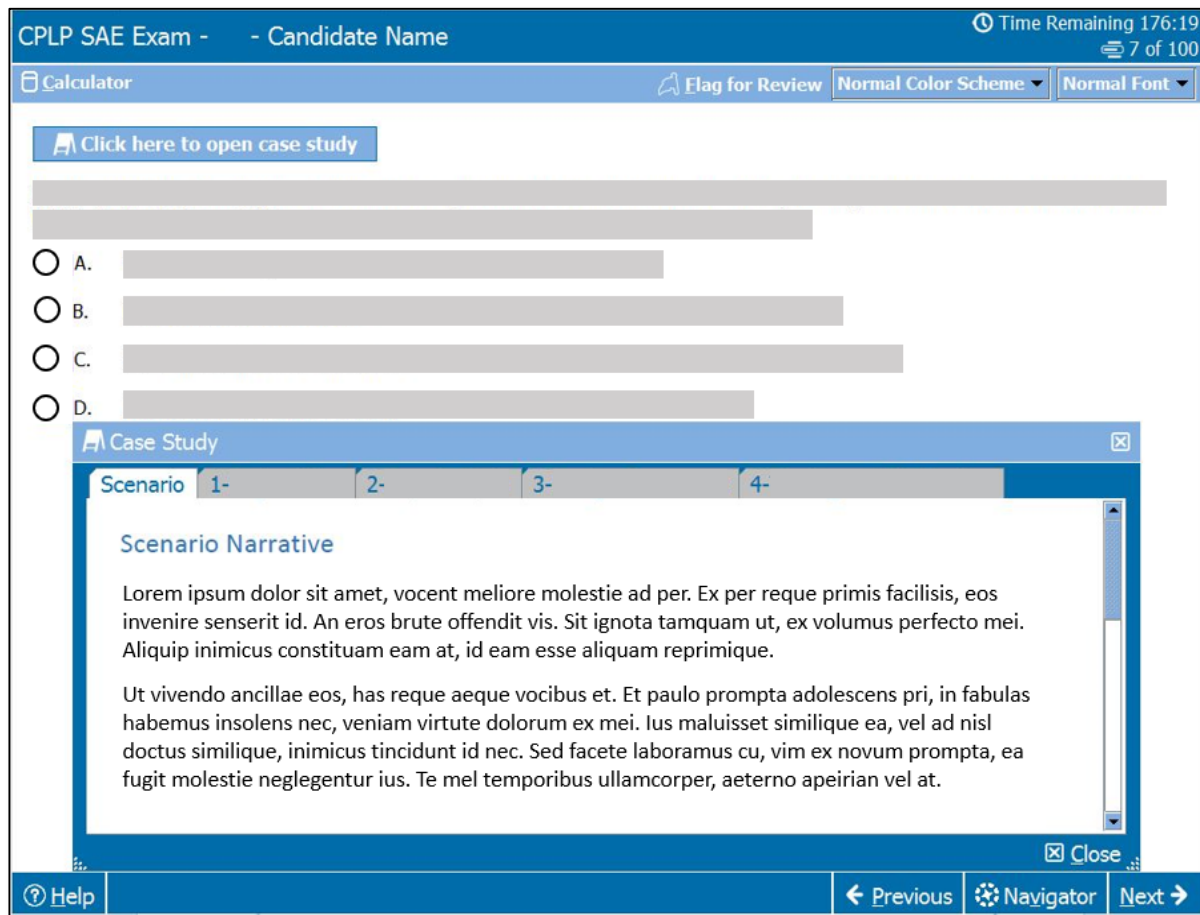 CPLP SAE Exam - - Candidate Name
Time Remaining 176:19
7 of 100
Calculator
Flag for Review
Normal Color Scheme
Normal Font
Click here to open case study
A.
B.
C.
D.
Case Study
Scenario 1- 2- 3- 4-
Scenario Narrative
Lorem ipsum dolor sit amet, vocent meliore molestie ad per. Ex per reque primis facilisis, eos
invenire senserit id. An eros brute offendit vis. Sit ignota tamquam ut, ex volumus perfecto mei.
Aliquip inimicus constituam eam at, id eam esse aliquam reprimique.
Ut vivendo ancillae eos, has reque aeque vocibus et. Et paulo prompta adolescens pri, in fabulas
habemus insolens nec, veniam virtute dolorum ex mei. Ius maluisset similique ea, vel ad nisl
doctus similique, inimicus tincidunt id nec. Sed facete laboramus cu, vim ex novum prompta, ea
fugit molestie neglegentur ius. Te mel temporibus ullamcorper, aeterno apeirian vel at.
Close
Help
Previous
Navigator
Next